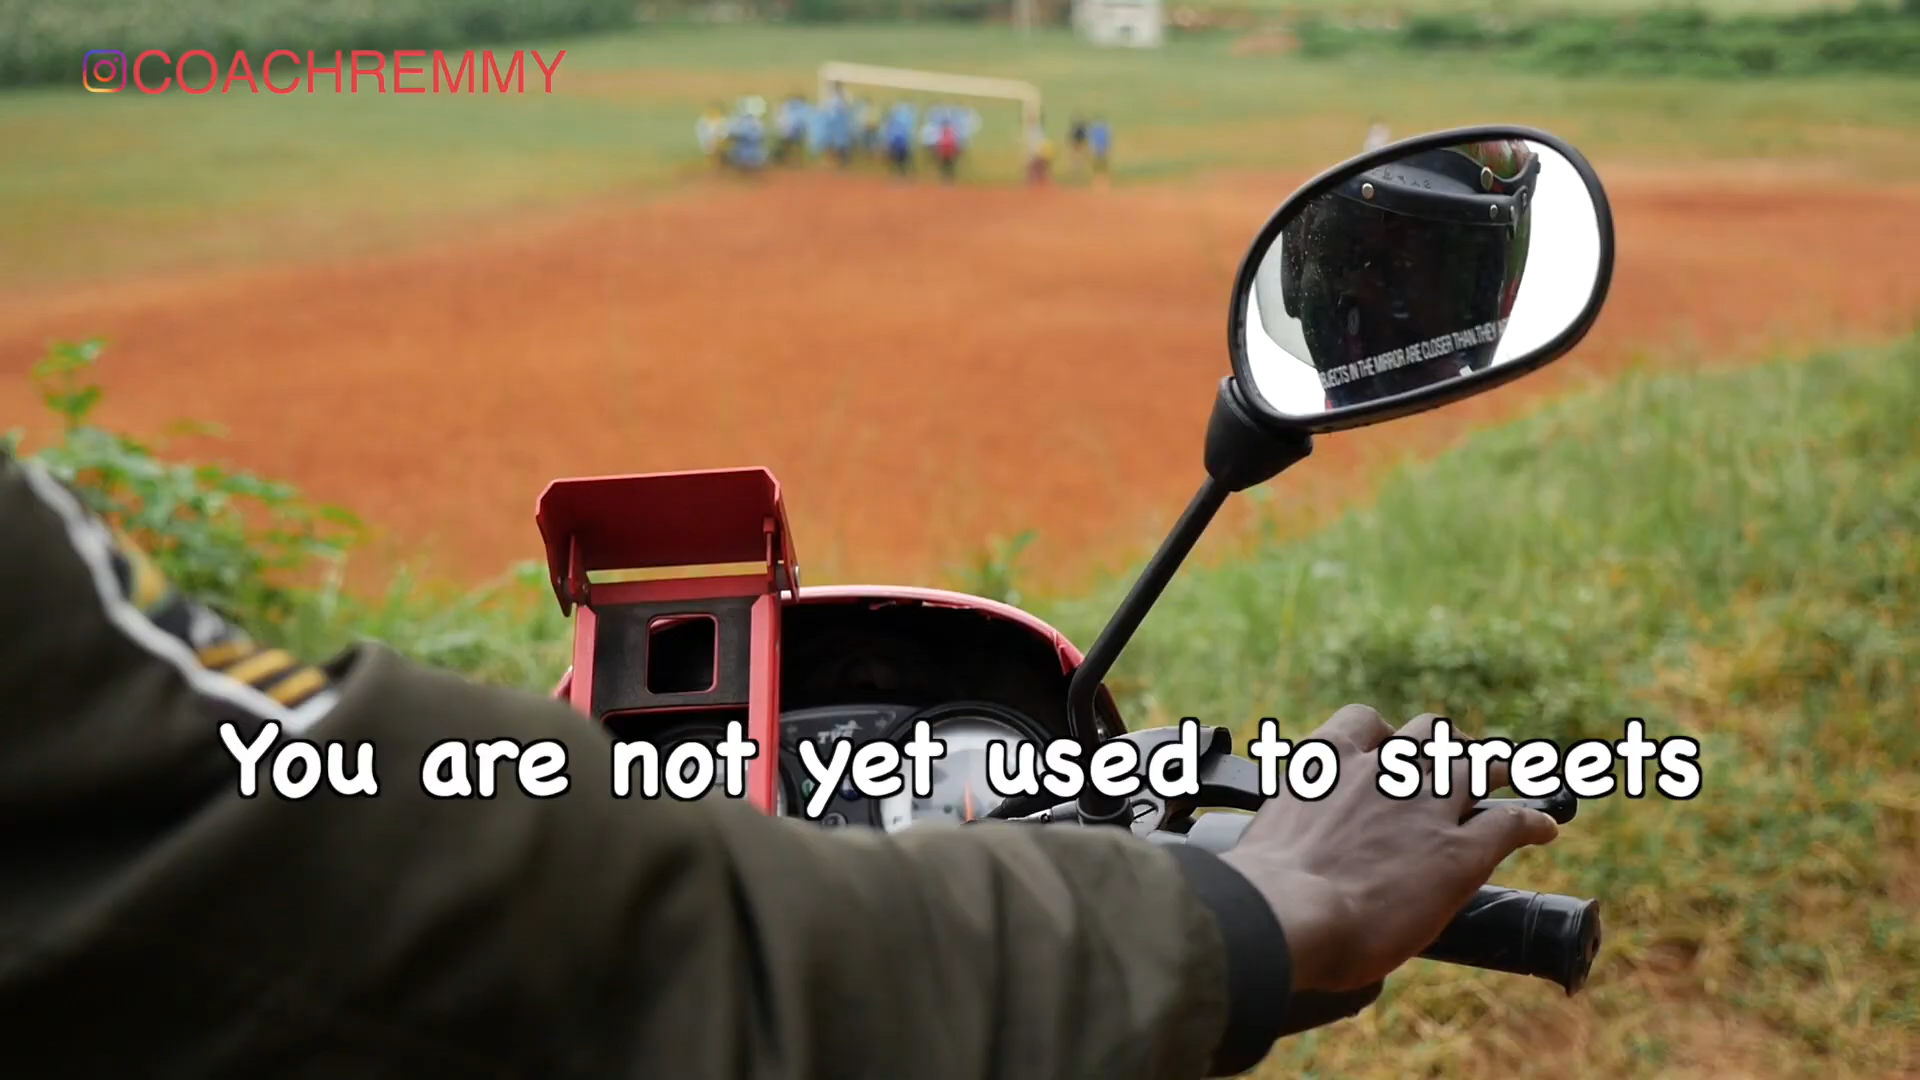 COACHREMMY
OBJECTS IN THE MIRROR ARE CLOSER THAN THEY
You are not yet used to streets